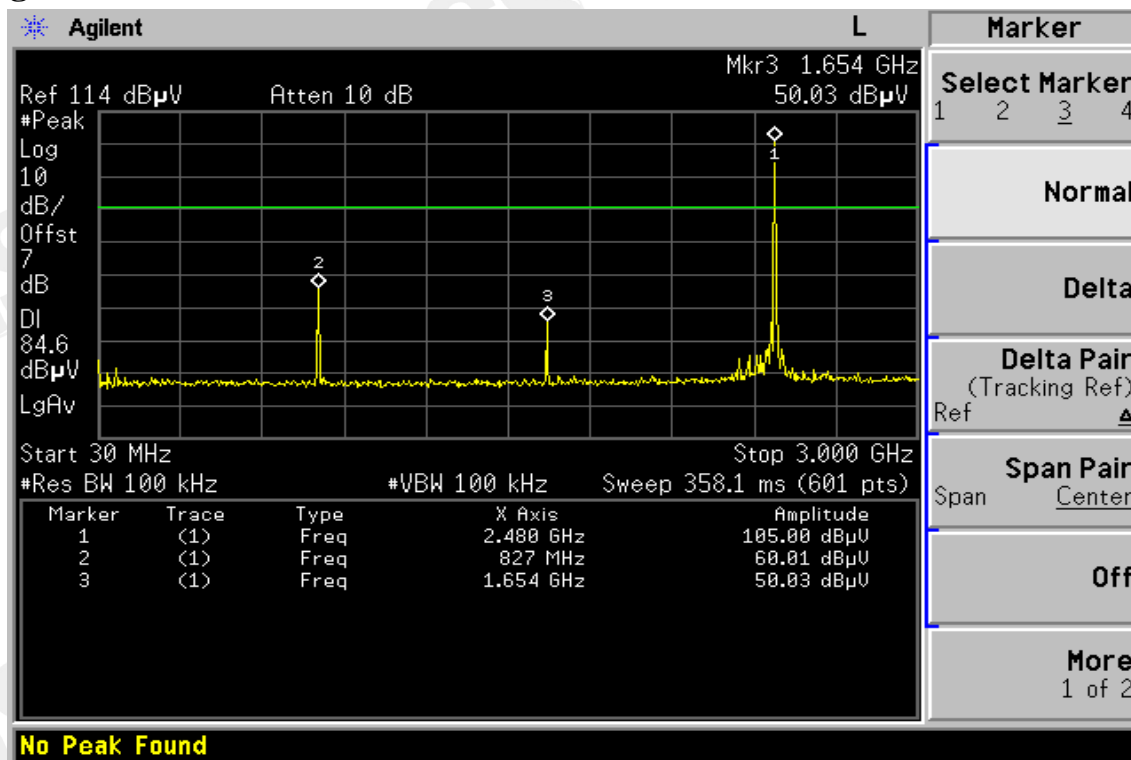 Agilent L
Mkr3 1.654 GHz
Ref 114 dBµV Atten 10 dB 50.03 dBµV
#Peak
Log
10
dB/
Offst
7
dB
DI
84.6
dBµV
LgAv
1
2
3
Start 30 MHz Stop 3.000 GHz
#Res BW 100 kHz #VBW 100 kHz Sweep 358.1 ms (601 pts)
Marker Trace Type X Axis Amplitude
1 (1) Freq 2.480 GHz 105.00 dBµV
2 (1) Freq 827 MHz 60.01 dBµV
3 (1) Freq 1.654 GHz 50.03 dBµV
No Peak Found
Marker
Select Marker
1 2 3 4
Normal
Delta
Delta Pair
(Tracking Ref)
Ref Δ
Span Pair
Span Center
Off
More
1 of 2